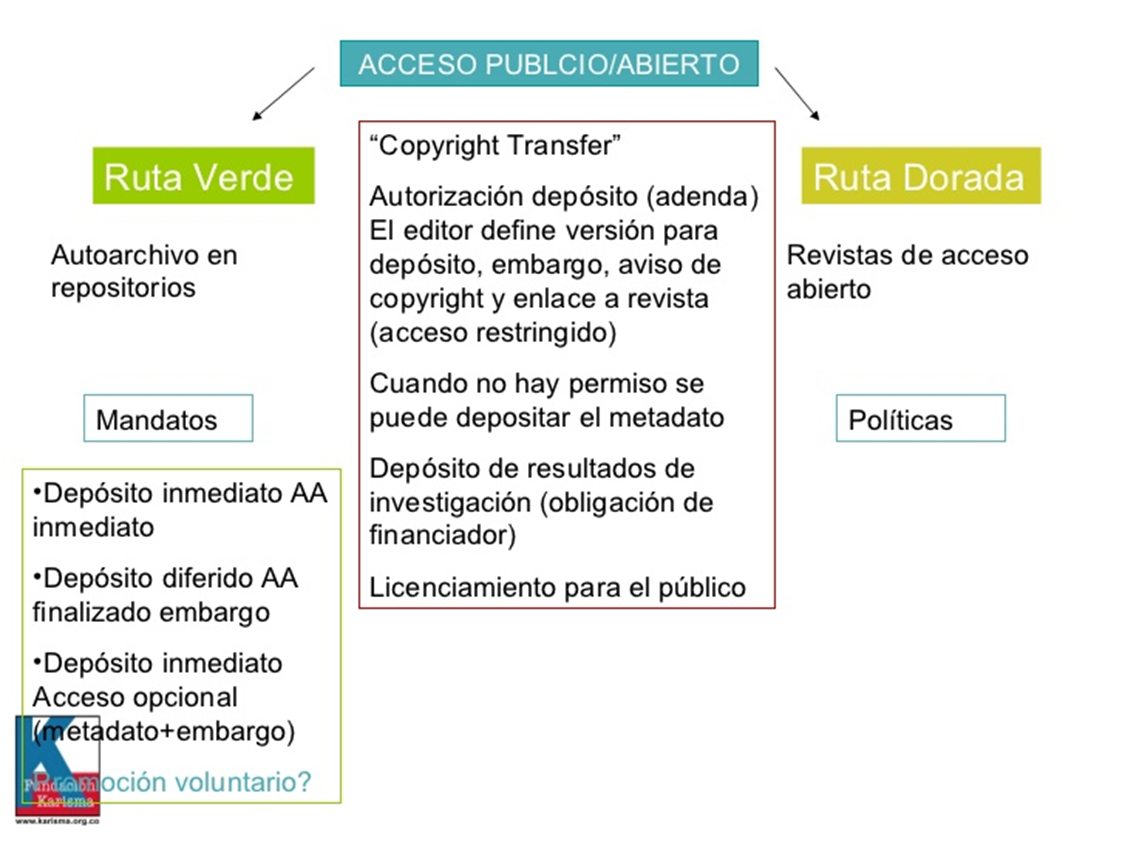 ACCESO PUBLCIO/ABIERTO
Ruta Verde
Autoarchivo en
repositorios
Mandatos
•Depósito inmediato AA
inmediato
•Depósito diferido AA
finalizado embargo
•Depósito inmediato
Acceso opcional
(metadato+embargo)
Promoción voluntario?
“Copyright Transfer”
Autorización depósito (adenda)
El editor define versión para
depósito, embargo, aviso de
copyright y enlace a revista
(acceso restringido)
Cuando no hay permiso se
puede depositar el metadato
Depósito de resultados de
investigación (obligación de
financiador)
Licenciamiento para el público
Ruta Dorada
Revistas de acceso
abierto
Políticas
K
Fundación
Karisma
www.karisma.org.co